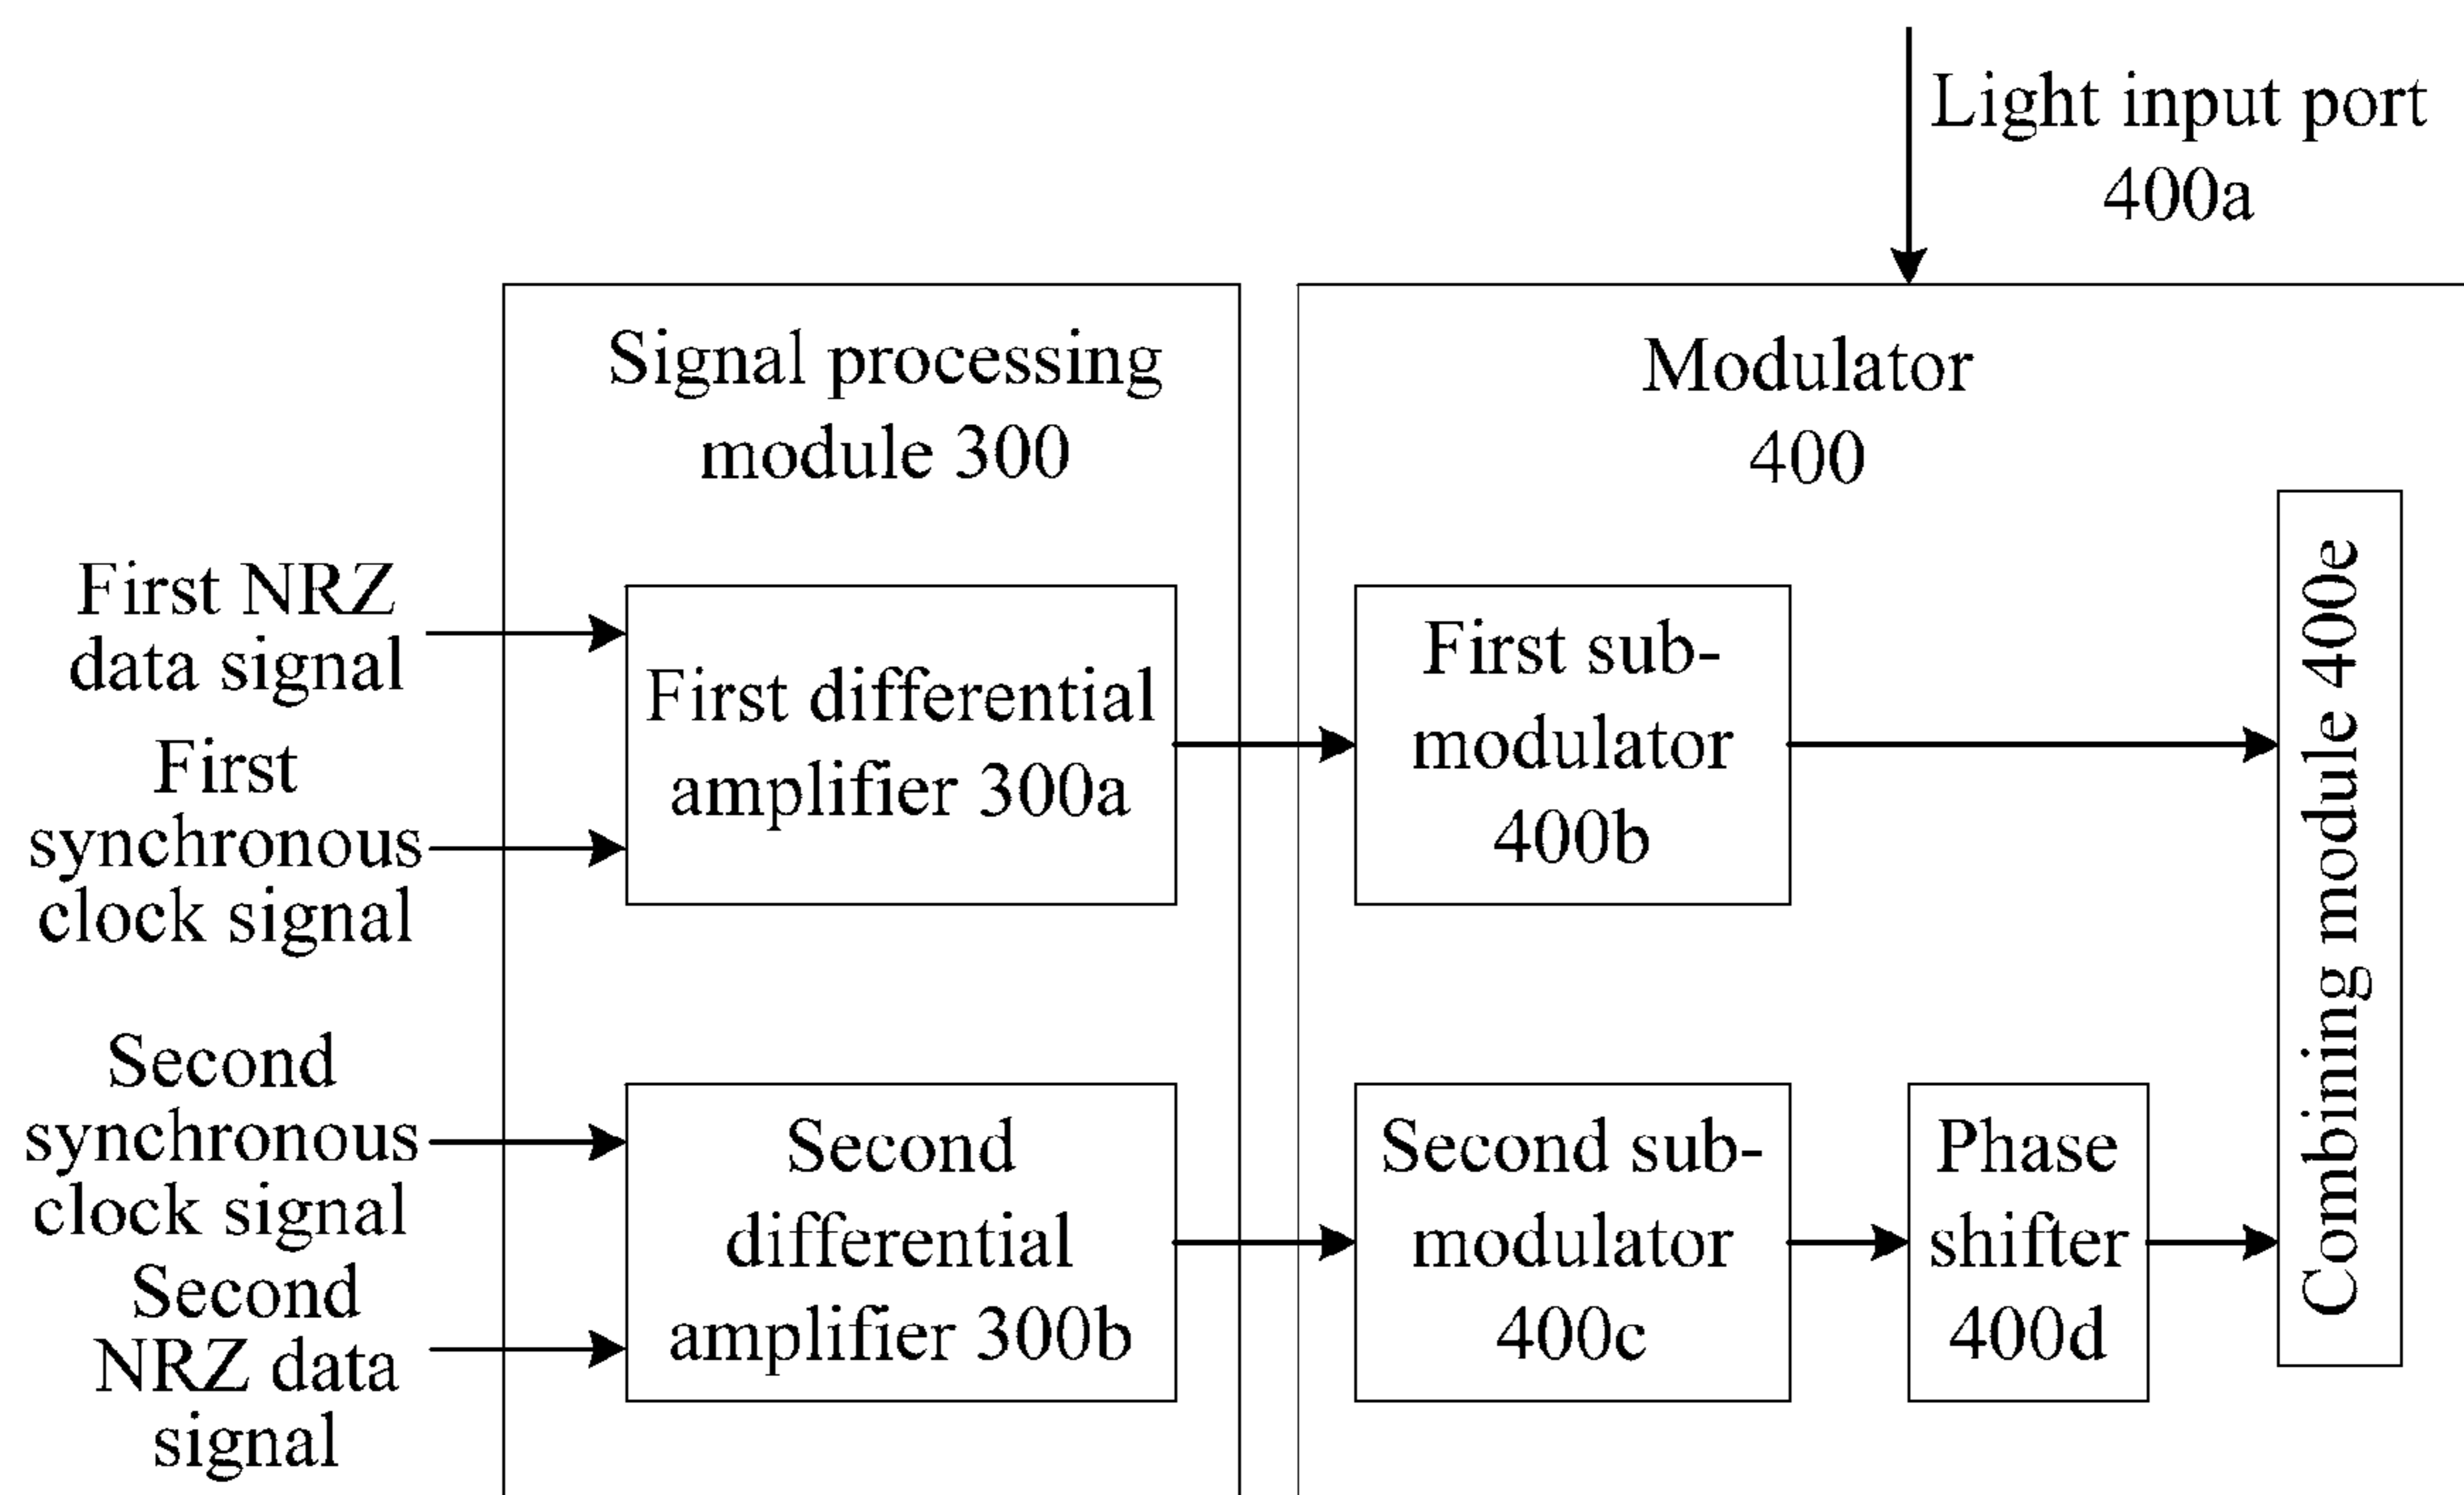 Light input port
400a
Signal processing
module 300
Modulator
400
First NRZ
data signal
First
synchronous
clock signal
First differential
amplifier 300a
First sub-
modulator
400b
Combining module 400e
Second
synchronous
clock signal
Second
NRZ data
signal
Second
differential
amplifier 300b
Second sub-
modulator
400c
Phase
shifter
400d